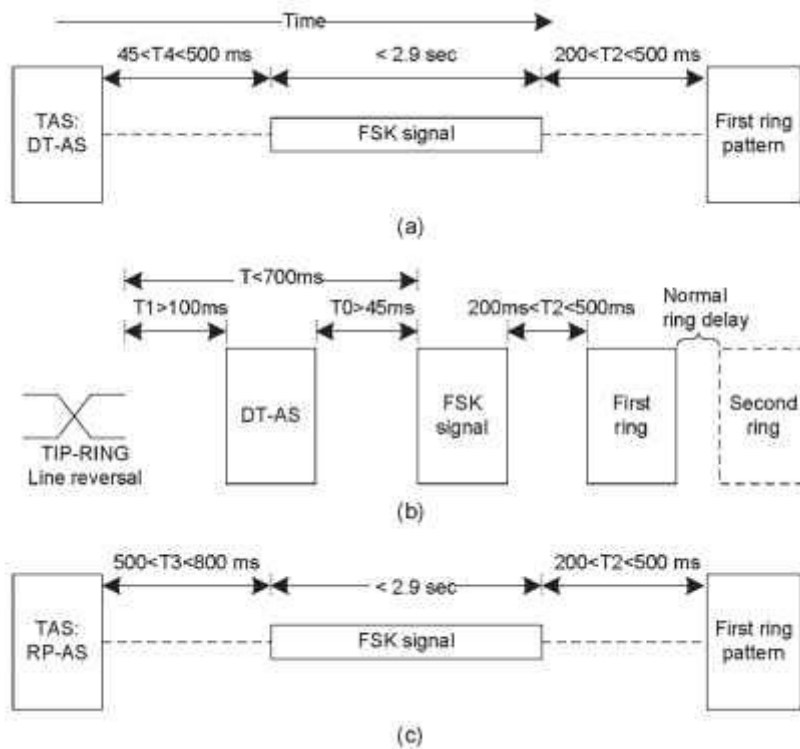 Time
45<T4<500 ms
< 2.9 sec
200<T2<500 ms
TAS:
DT-AS
FSK signal
First ring
pattern
(a)
T<700ms
T1>100ms
T0>45ms
200ms<T2<500ms
Normal
ring delay
DT-AS
FSK
signal
First
ring
Second
ring
TIP-RING
Line reversal
(b)
500<T3<800 ms
< 2.9 sec
200<T2<500 ms
TAS:
RP-AS
FSK signal
First ring
pattern
(c)